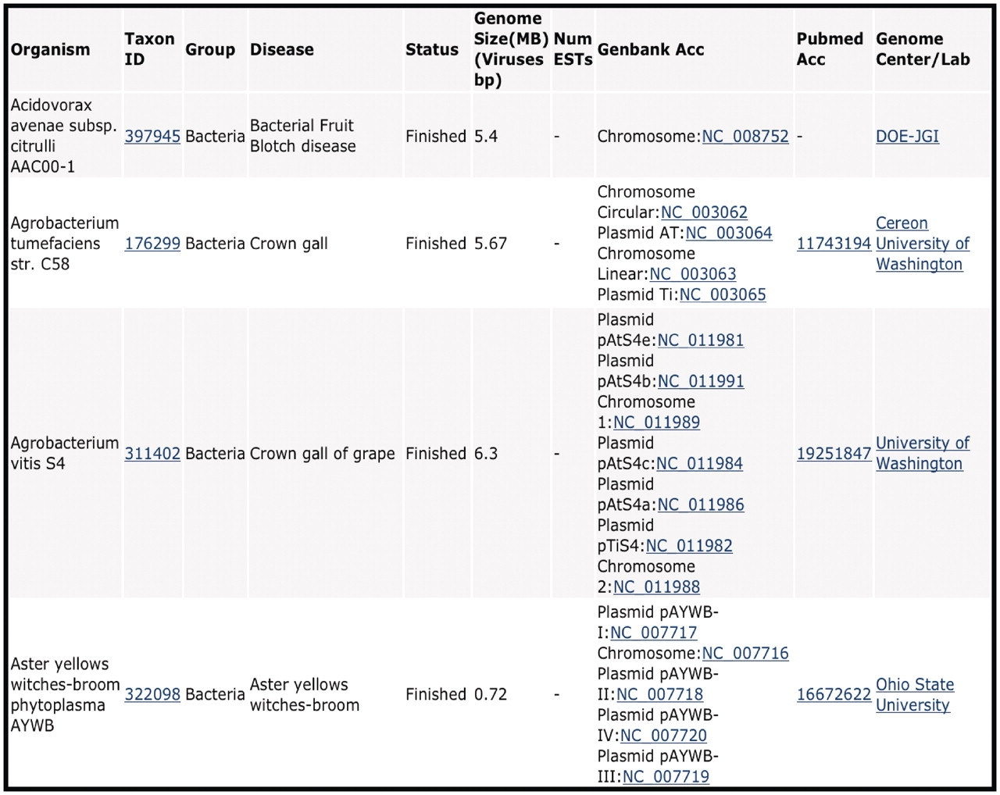 Organism
Taxon
ID
Group
Disease
Status
Genome
Size(MB)
(Viruses
bp)
Num
ESTs
Genbank Acc
Pubmed
Acc
Genome
Center/Lab
Acidovorax
avenae subsp.
citrulli
AAC00-1
397945
Bacteria
Bacterial Fruit
Blotch disease
Finished
5.4
-
Chromosome:NC_008752
-
DOE-JGI
Agrobacterium
tumefaciens
str. C58
176299
Bacteria
Crown gall
Finished
5.67
-
Chromosome
Circular:NC_003062
Plasmid AT:NC_003064
Chromosome
Linear:NC_003063
Plasmid Ti:NC_003065
11743194
Cereon
University of
Washington
Agrobacterium
vitis S4
311402
Bacteria
Crown gall of grape
Finished
6.3
-
Plasmid
pAtS4e:NC_011981
Plasmid
pAtS4b:NC_011991
Chromosome
1:NC_011989
Plasmid
pAtS4c:NC_011984
Plasmid
pAtS4a:NC_011986
Plasmid
pTiS4:NC_011982
Chromosome
2:NC_011988
19251847
University of
Washington
Aster yellows
witches-broom
phytoplasma
AYWB
322098
Bacteria
Aster yellows
witches-broom
Finished
0.72
-
Plasmid pAYWB-
I:NC_007717
Chromosome:NC_007716
Plasmid pAYWB-
II:NC_007718
Plasmid pAYWB-
IV:NC_007720
Plasmid pAYWB-
III:NC_007719
16672622
Ohio State
University